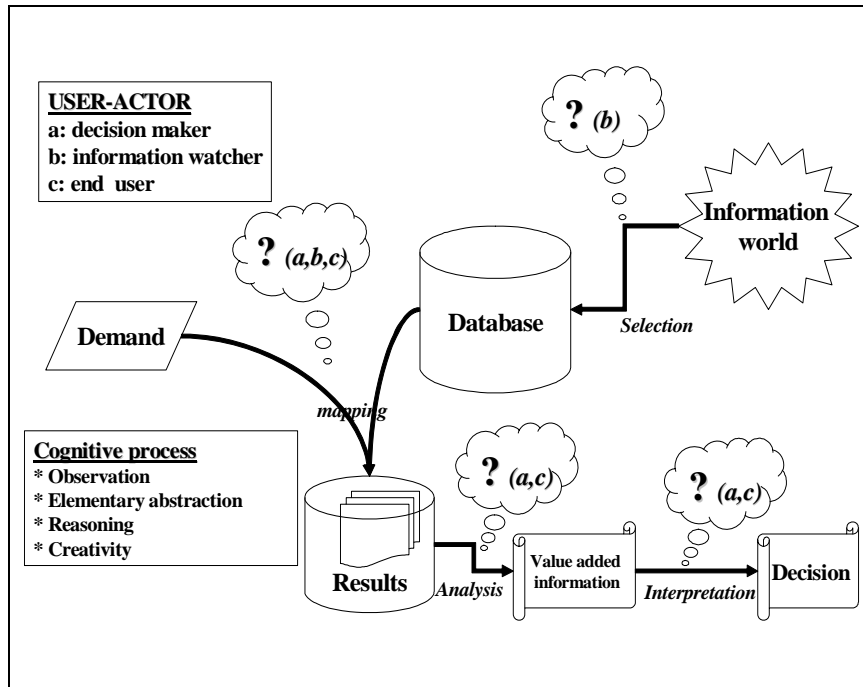 USER-ACTOR
a: decision maker
b: information watcher
c: end user
? (b)
Information
world
? (a,b,c)
Database
Selection
Demand
mapping
Cognitive process
* Observation
* Elementary abstraction
* Reasoning
* Creativity
? (a,c)
? (a,c)
Results
Analysis
Value added
information
Interpretation
Decision